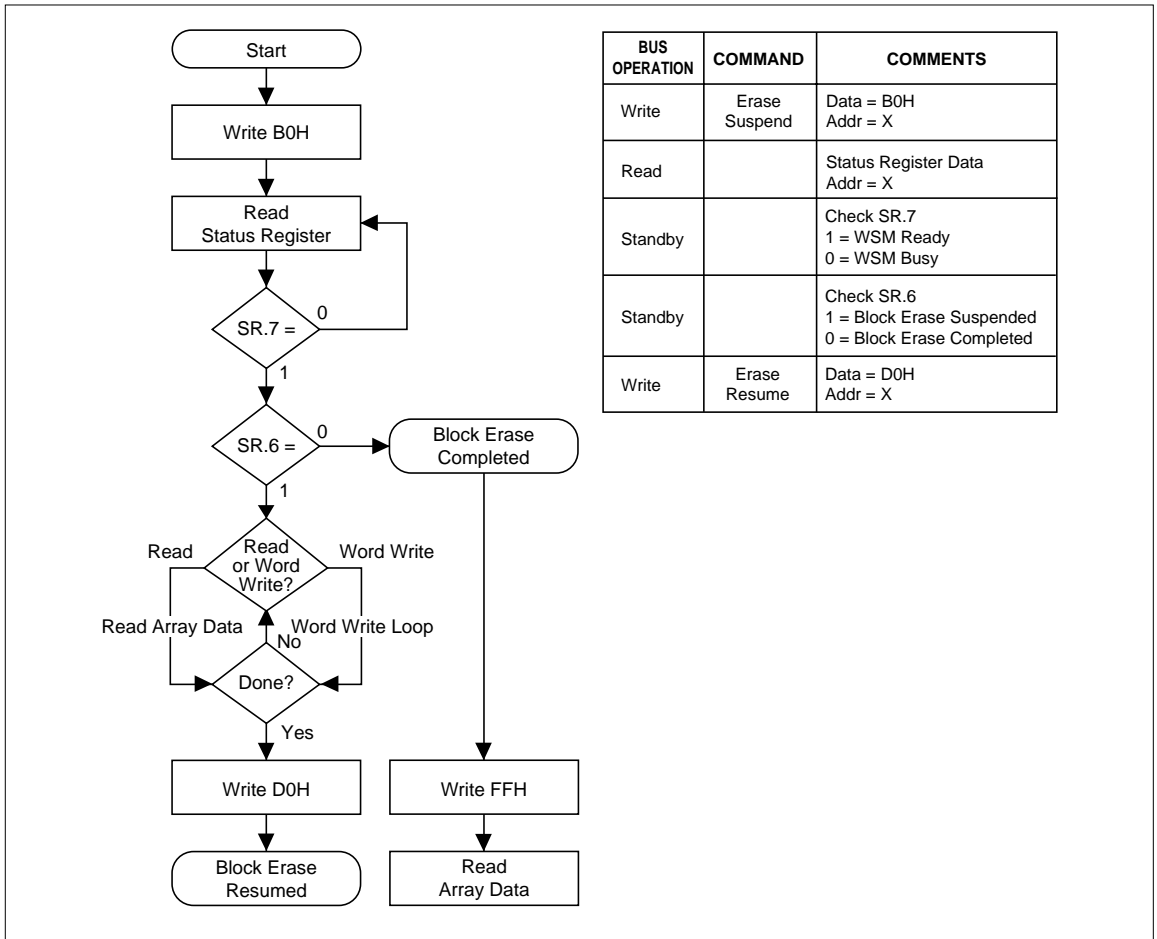 Start
Write B0H
Read
Status Register
SR.7 =
0
1
SR.6 =
0
1
Block Erase
Completed
Read
Read
or Word
Write?
Word Write
Read Array Data
Word Write Loop
No
Done?
Yes
Write D0H
Write FFH
Block Erase
Resumed
Read
Array Data
BUS
OPERATION
COMMAND
COMMENTS
Write
Erase
Suspend
Data = B0H
Addr = X
Read
Status Register Data
Addr = X
Standby
Check SR.7
1 = WSM Ready
0 = WSM Busy
Standby
Check SR.6
1 = Block Erase Suspended
0 = Block Erase Completed
Write
Erase
Resume
Data = D0H
Addr = X